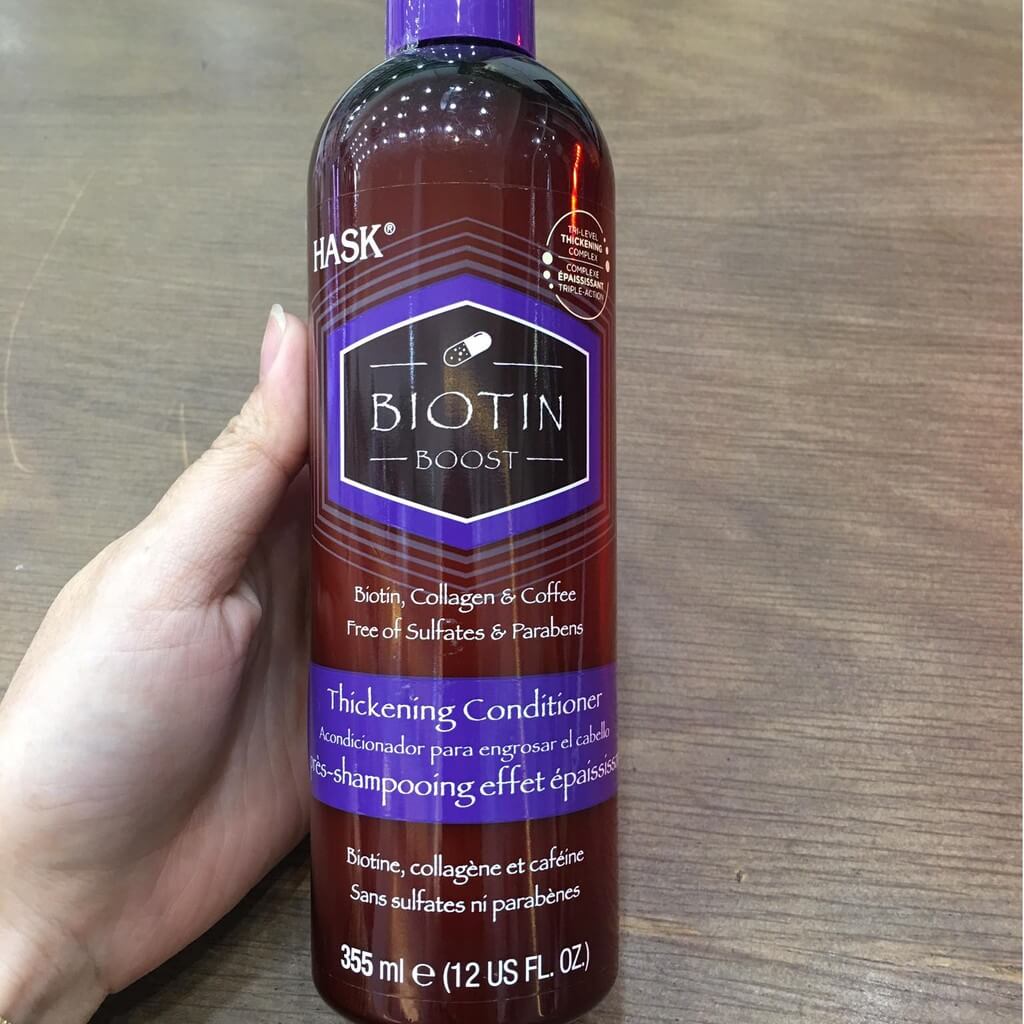 HASK®
TRI-LEVEL
THICKENING
COMPLEX
COMPLEXE
ÉPAISSISSANT
TRIPLE-ACTION
BIOTIN
BOOST
Biotin, Collagen & Coffee
Free of Sulfates & Parabens
Thickening Conditioner
Acondicionador para engrosar el cabello
effet
Biotine, collagène et caféine
Sans sulfates ni parabènes
355 ml e (12 US FL. OZ.)